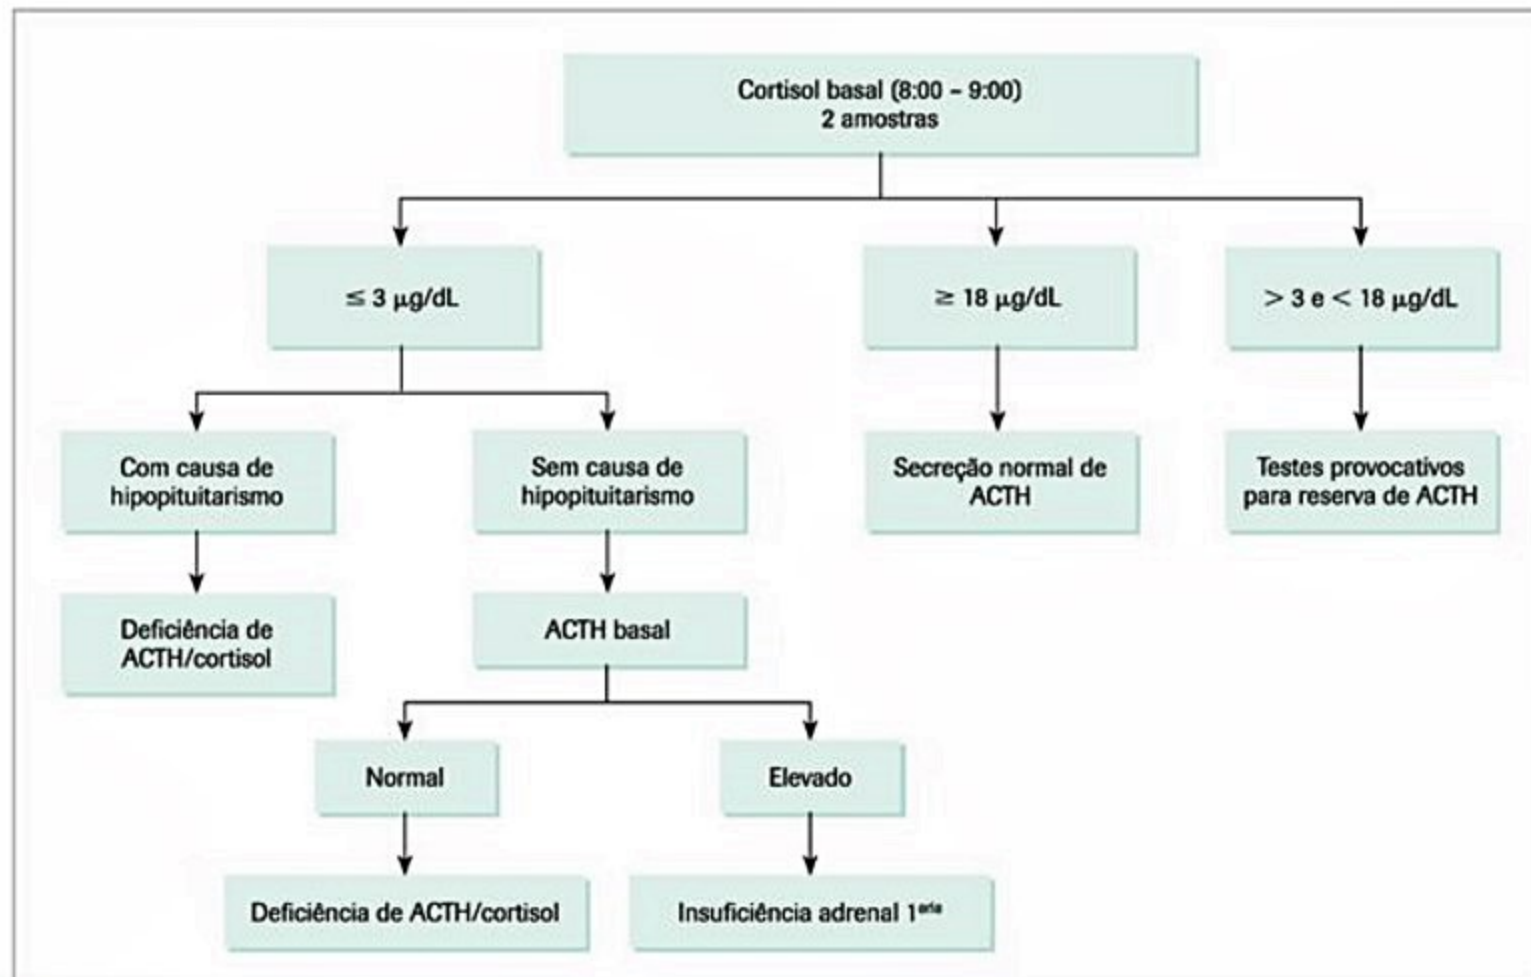 Cortisol basal (8:00 – 9:00)
2 amostras
≤ 3 μg/dL
≥ 18 μg/dL
> 3 e < 18 μg/dL
Com causa de
hipopituitarismo
Sem causa de
hipopituitarismo
Secreção normal de
ACTH
Testes provocativos
para reserva de ACTH
Deficiência de
ACTH/cortisol
ACTH basal
Normal
Elevado
Deficiência de ACTH/cortisol
Insuficiência adrenal 1ᵃʳⁱᵃ